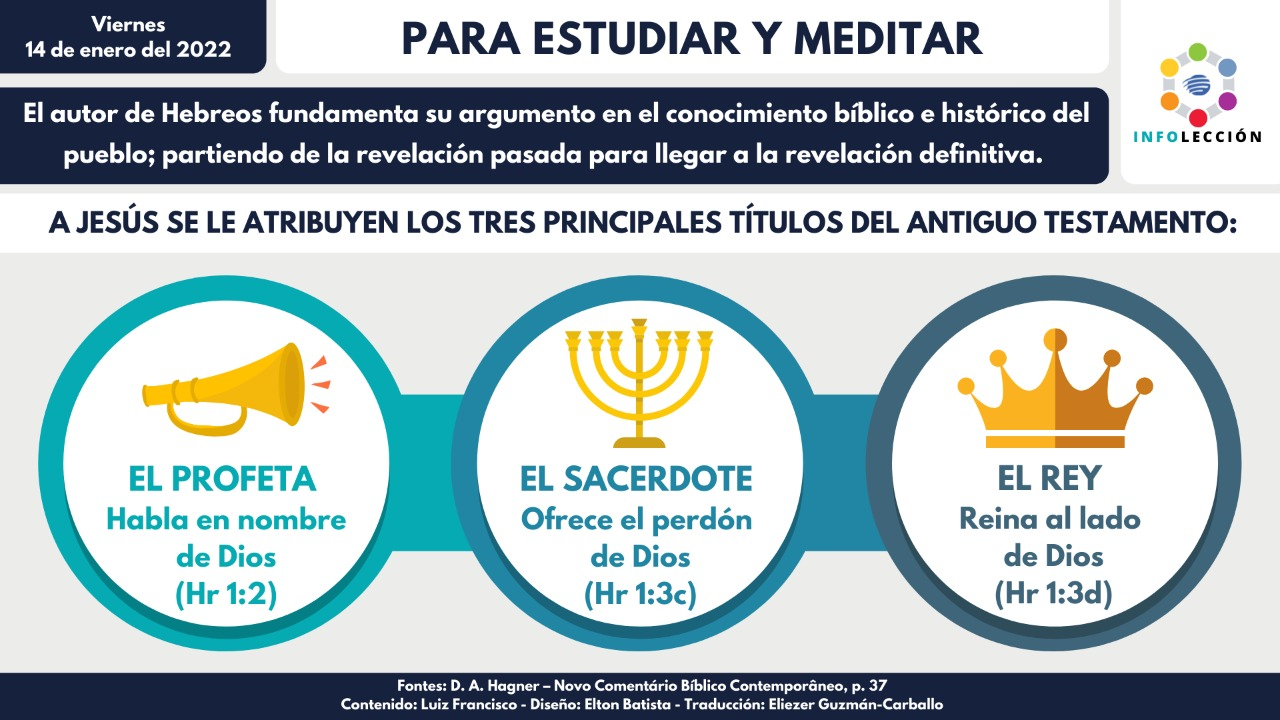 Viernes
14 de enero del 2022
PARA ESTUDIAR Y MEDITAR
INFOLECCIÓN
El autor de Hebreos fundamenta su argumento en el conocimiento bíblico e histórico del
pueblo; partiendo de la revelación pasada para llegar a la revelación definitiva.
A JESÚS SE LE ATRIBUYEN LOS TRES PRINCIPALES TÍTULOS DEL ANTIGUO TESTAMENTO:
EL PROFETA
Habla en nombre
de Dios
(Hr 1:2)
EL SACERDOTE
Ofrece el perdón
de Dios
(Hr 1:3c)
EL REY
Reina al lado
de Dios
(Hr 1:3d)
Fontes: D. A. Hagner – Novo Comentário Bíblico Contemporâneo, p. 37
Contenido: Luiz Francisco - Diseño: Elton Batista - Traducción: Eliezer Guzmán-Carballo